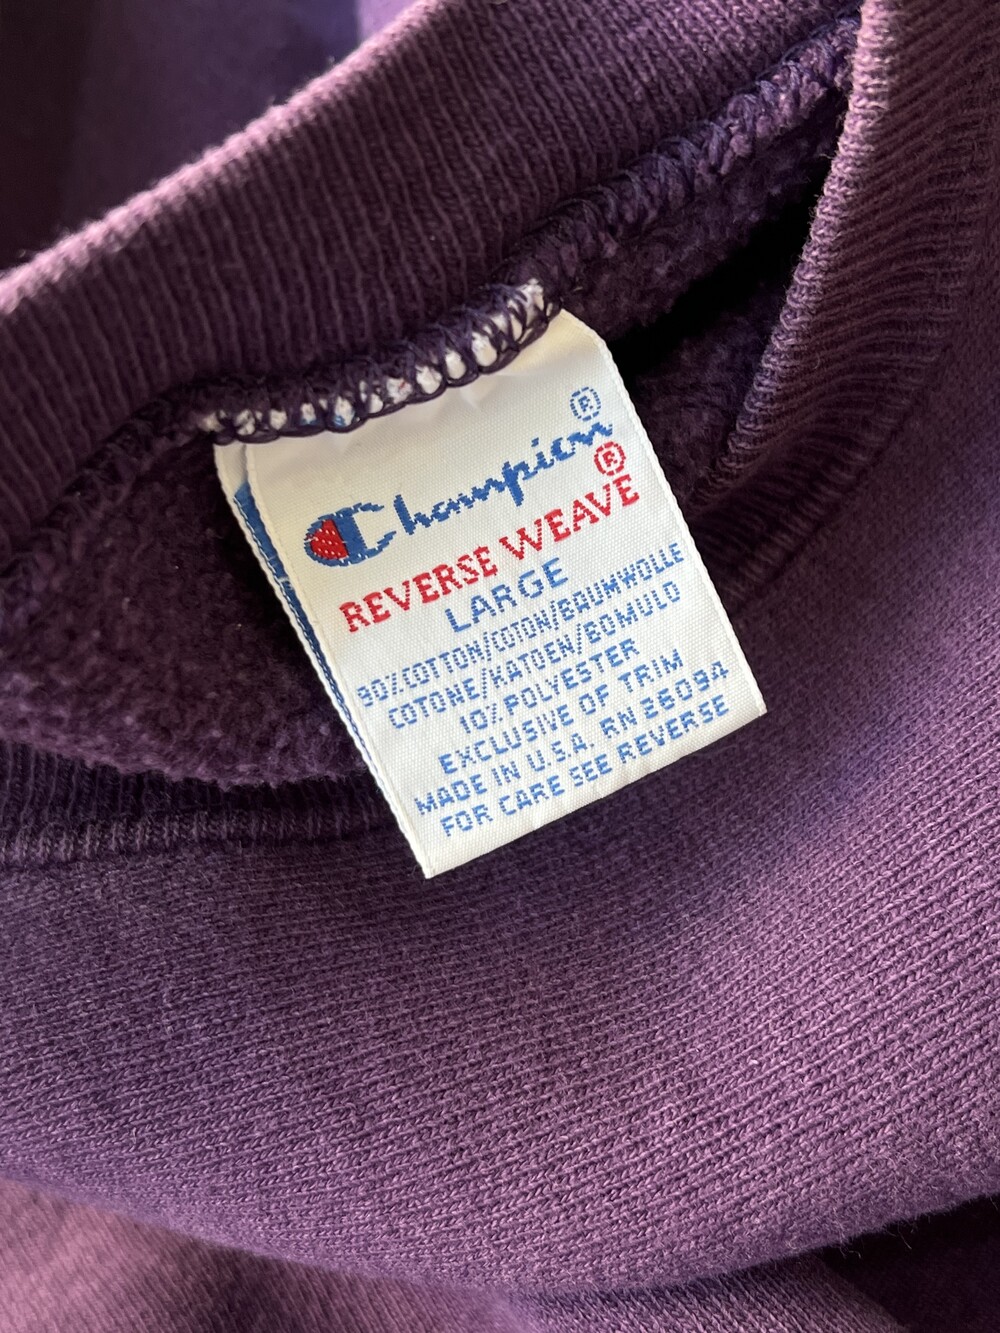 Champion®
REVERSE WEAVE®
LARGE
90% COTTON/COTON/BAUMWOLLE
COTONE/KATOEN/BOMULD
10% POLYESTER
EXCLUSIVE OF TRIM
MADE IN U.S.A. RN 26094
FOR CARE SEE REVERSE